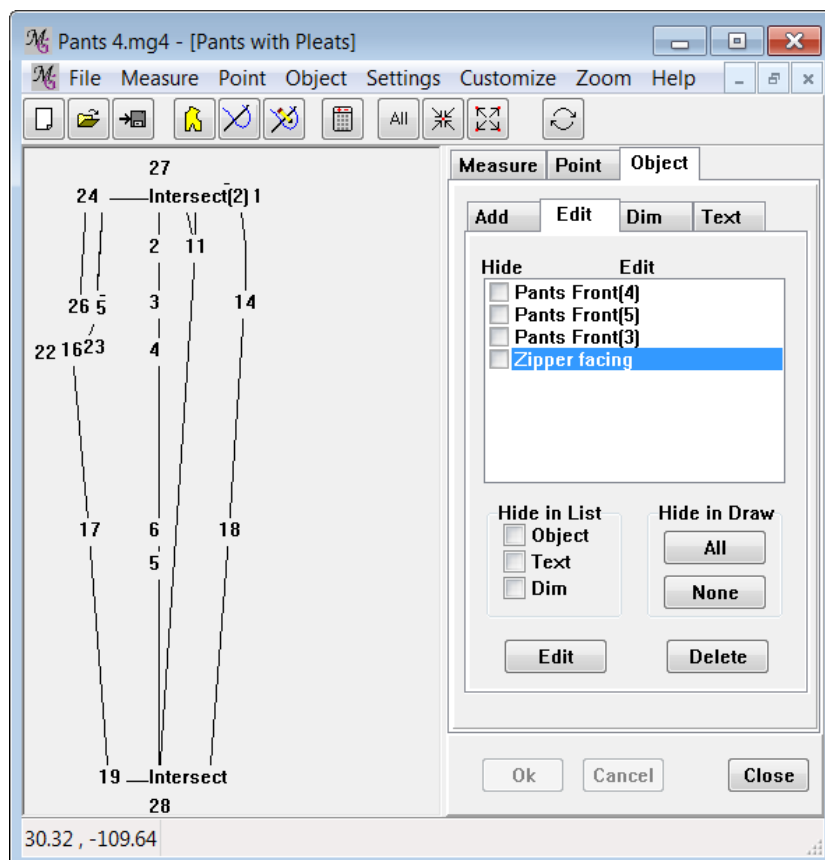 Pants 4.mg4 - [Pants with Pleats]
File Measure Point Object Settings Customize Zoom Help
All
Measure Point Object
Add Edit Dim Text
Hide Edit
Pants Front(4)
Pants Front(5)
Pants Front(3)
Zipper facing
Hide in List
Object
Text
Dim
Hide in Draw
All
None
Edit Delete
Ok Cancel Close
27
24 Intersect(2) 1
2 11
26 5 3 14
22 16 23 4
17 6 18
5
19 Intersect
28
30.32 , -109.64